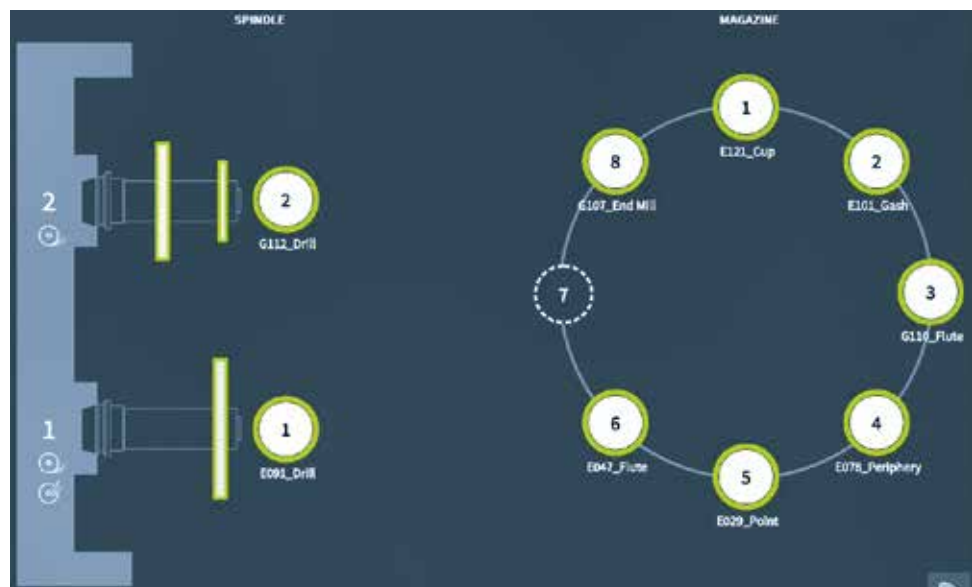 SPINDLE
MAGAZINE
2
2
G112_Drill
1
1
E091_Drill
1
E121_Cup
2
E101_Gash
3
G110_Flute
4
E078_Periphery
5
E029_Point
6
E047_Flute
7
8
G107_End Mill